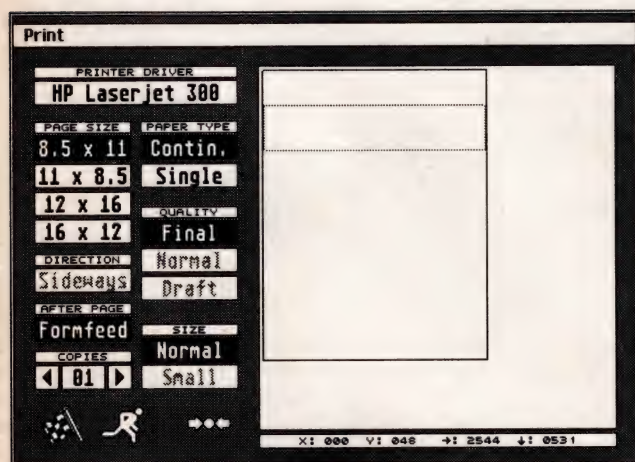 Print
PRINTER DRIVER
HP Laserjet 300
PAGE SIZE
8.5 x 11
11 x 8.5
12 x 16
16 x 12
DIRECTION
Sideways
AFTER PAGE
Formfeed
COPIES
01
PAPER TYPE
Contin.
Single
QUALITY
Final
Normal
Draft
SIZE
Normal
Small
X: 000 Y: 048 →: 2544 ↓: 0531